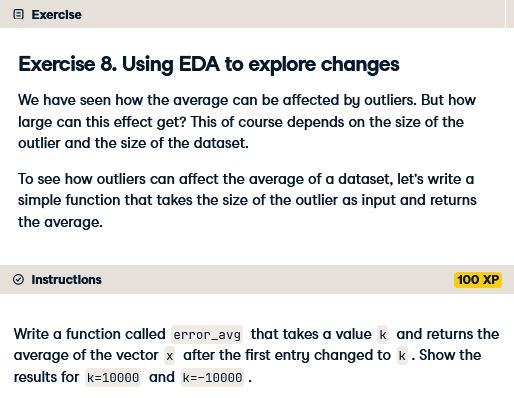 Exercise
Exercise 8. Using EDA to explore changes
We have seen how the average can be affected by outliers. But how
large can this effect get? This of course depends on the size of the
outlier and the size of the dataset.
To see how outliers can affect the average of a dataset, let's write a
simple function that takes the size of the outlier as input and returns
the average.
Instructions
100 XP
Write a function called error_avg that takes a value k and returns the
average of the vector x after the first entry changed to k . Show the
results for k=10000 and k=-10000 .